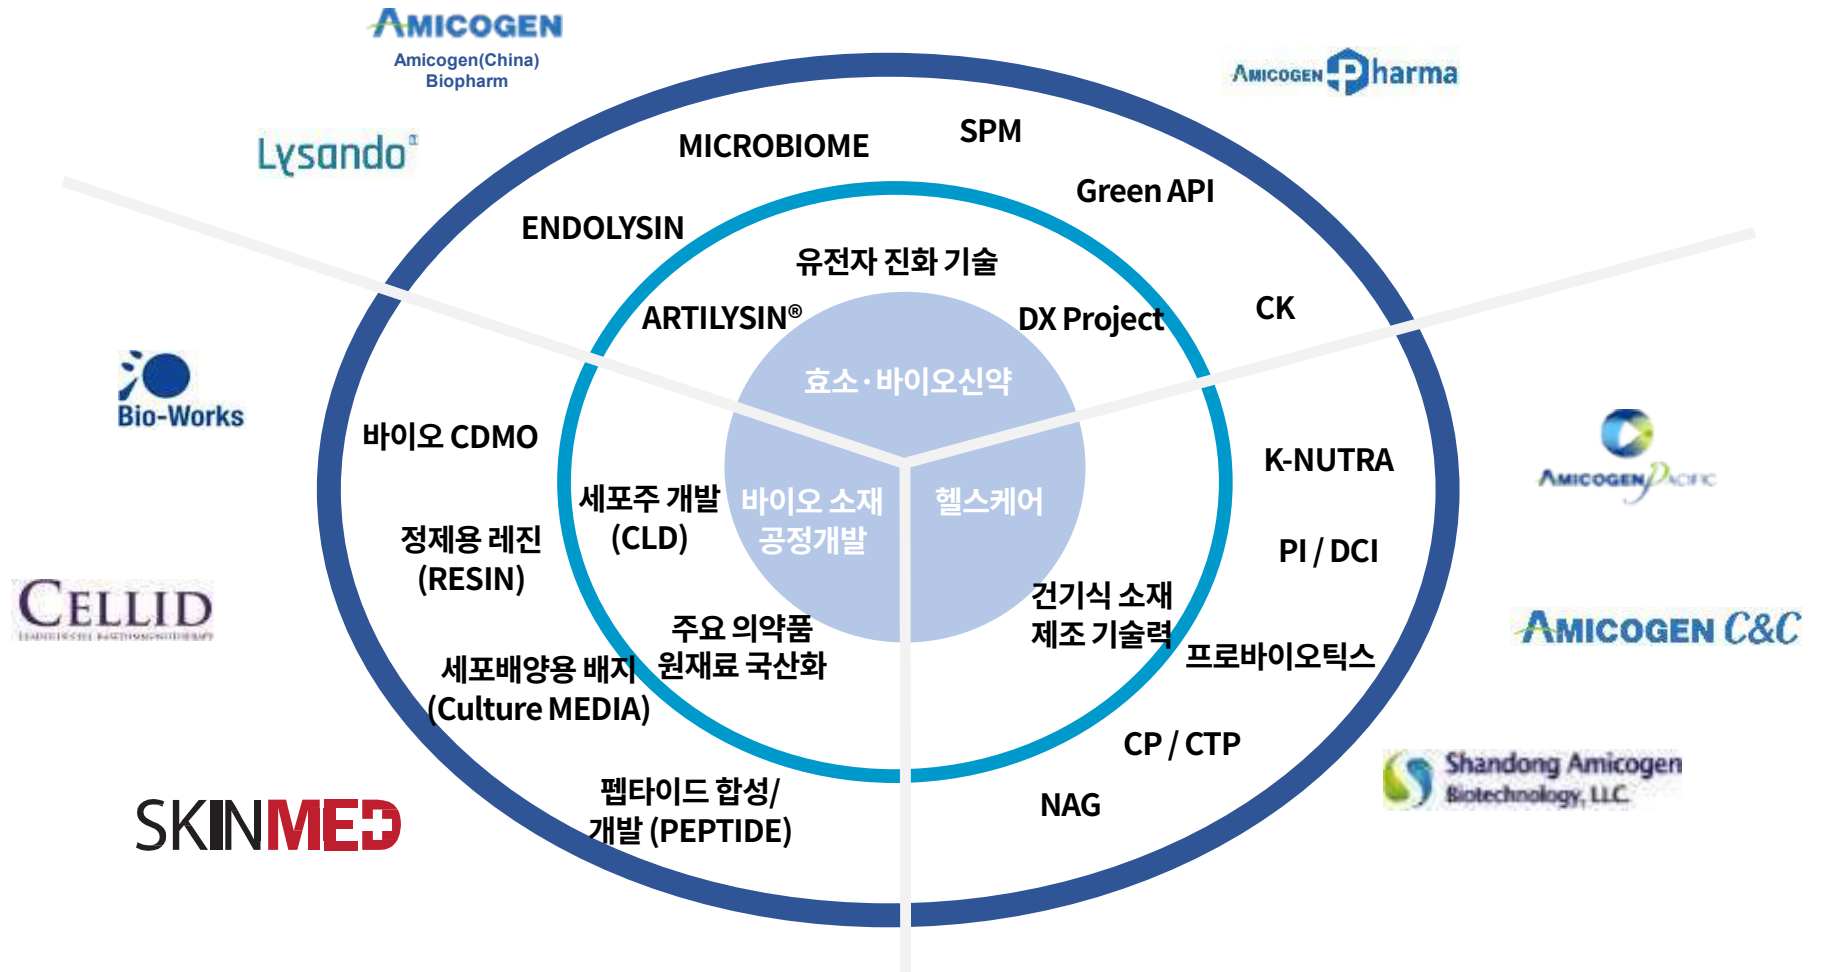 AMICOGEN
Amicogen(China)
Biopharm
AMICOGEN Pharma
Lysando
MICROBIOME
SPM
Green API
ENDOLYSIN
유전자 진화 기술
ARTILYSIN®
DX Project
CK
효소·바이오신약
Bio-Works
바이오 CDMO
K-NUTRA
AMICOGEN PACIFIC
세포주 개발
(CLD)
바이오 소재
공정개발
헬스케어
정제용 레진
(RESIN)
PI / DCI
CELLID
건기식 소재
제조 기술력
AMICOGEN C&C
주요 의약품
원재료 국산화
프로바이오틱스
세포배양용 배지
(Culture MEDIA)
CP / CTP
Shandong Amicogen
Biotechnology, LLC.
펩타이드 합성/
개발 (PEPTIDE)
NAG
SKINMED